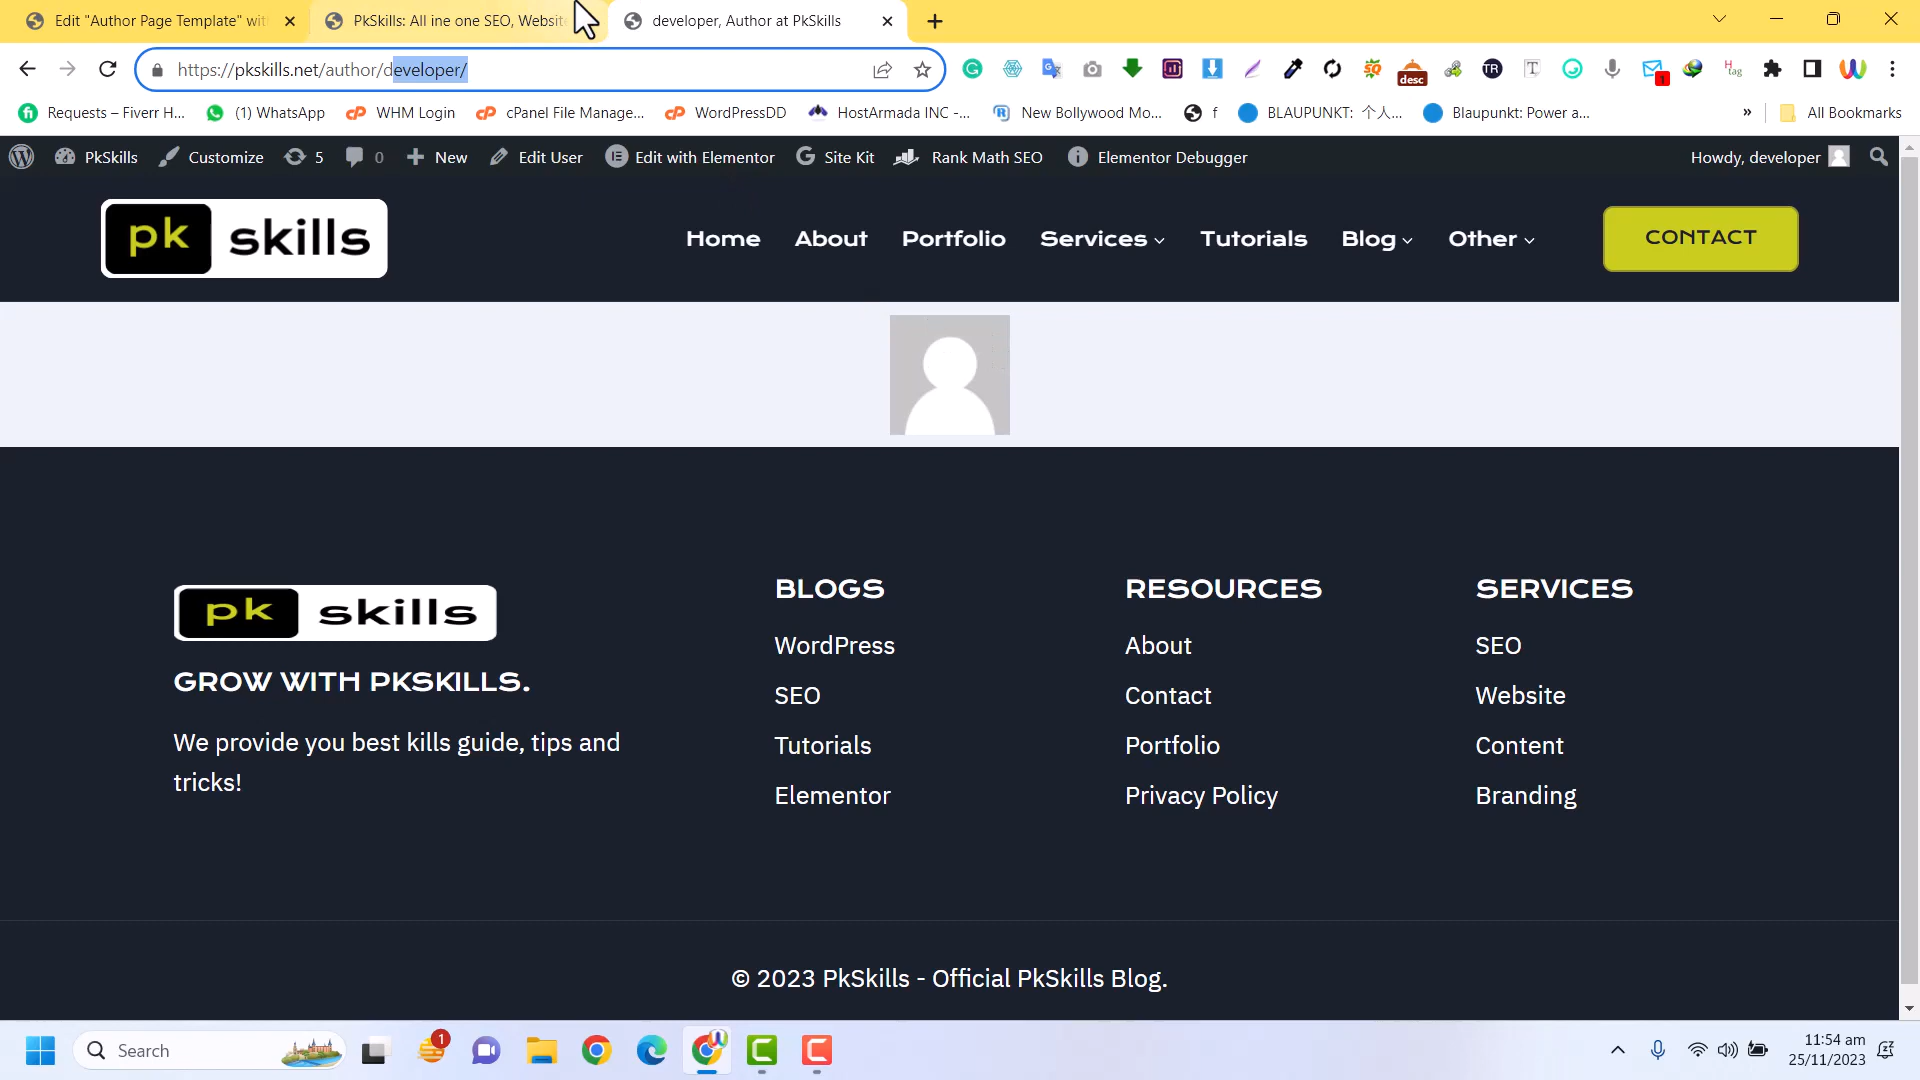 Edit "Author Page Template" wit
PkSkills: All ine one SEO, Websit
developer, Author at PkSkills
https://pkskills.net/author/developer/
desc
TR
T
1
H tag
Requests – Fiverr H...
(1) WhatsApp
WHM Login
cPanel File Manage...
WordPressDD
HostArmada INC -...
New Bollywood Mo...
f
BLAUPUNKT: 个人...
Blaupunkt: Power a...
»
All Bookmarks
PkSkills
Customize
5
0
New
Edit User
Edit with Elementor
Site Kit
Rank Math SEO
Elementor Debugger
Howdy, developer
pk skills
Home
About
Portfolio
Services
Tutorials
Blog
Other
CONTACT
pk skills
GROW WITH PKSKILLS.
We provide you best kills guide, tips and
tricks!
BLOGS
WordPress
SEO
Tutorials
Elementor
RESOURCES
About
Contact
Portfolio
Privacy Policy
SERVICES
SEO
Website
Content
Branding
© 2023 PkSkills - Official PkSkills Blog.
Search
1
11:54 am
25/11/2023